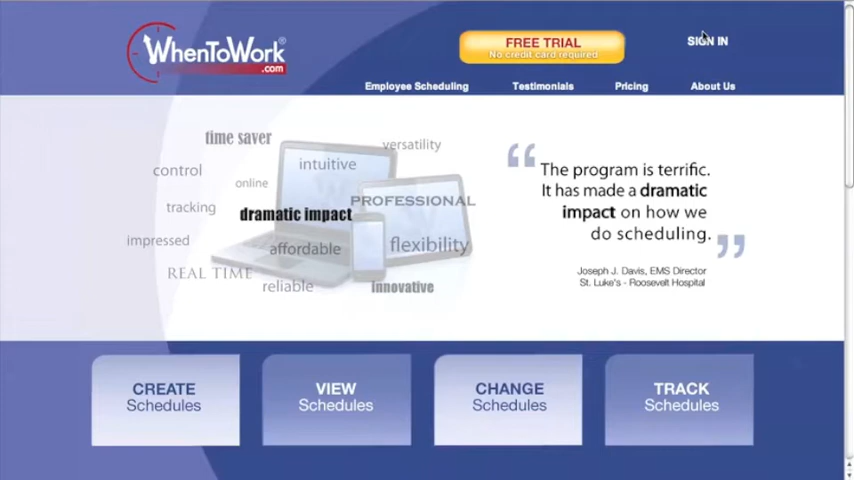 WhenToWork®
.com
FREE TRIAL
No credit card required
SIGN IN
Employee Scheduling
Testimonials
Pricing
About Us
time saver
versatility
control
intuitive
online
PROFESSIONAL
tracking
dramatic impact
impressed
affordable
flexibility
REAL TIME
reliable
innovative
“ The program is terrific.
It has made a dramatic
impact on how we
do scheduling. ”
Joseph J. Davis, EMS Director
St. Luke's - Roosevelt Hospital
CREATE
Schedules
VIEW
Schedules
CHANGE
Schedules
TRACK
Schedules